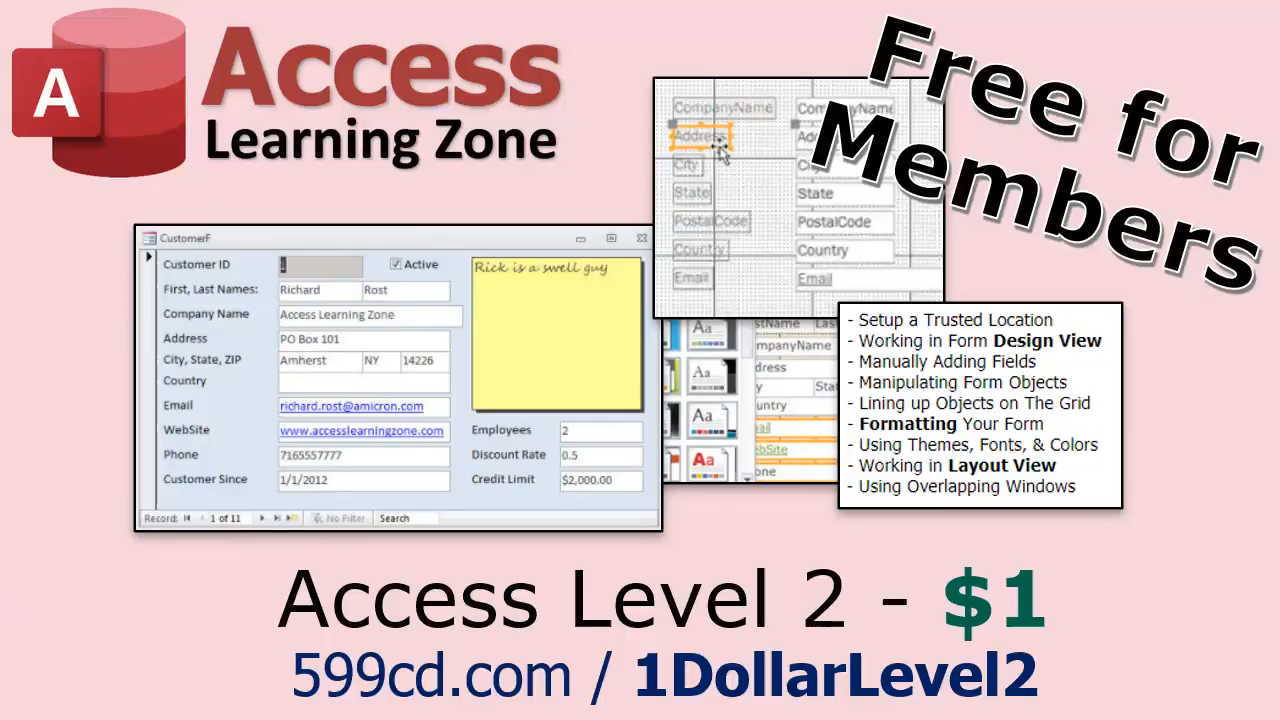 A
Access
Learning Zone
Free for
Members
CompanyName CompanyName
Address
City
State State
PostalCode PostalCode
Country Country
Email Email
CustomerF
Customer ID
Active
First, Last Names: Richard Rost
Company Name Access Learning Zone
Address PO Box 101
City, State, ZIP Amherst NY 14226
Country
Email richard.rost@amicron.com
WebSite www.accesslearningzone.com
Phone 7165557777
Customer Since 1/1/2012
Rick is a swell guy
Employees 2
Discount Rate 0.5
Credit Limit $2,000.00
Record: 1 of 11 No Filter Search
Aa
Aa
Aa
Aa
- Setup a Trusted Location
- Working in Form Design View
- Manually Adding Fields
- Manipulating Form Objects
- Lining up Objects on The Grid
- Formatting Your Form
- Using Themes, Fonts, & Colors
- Working in Layout View
- Using Overlapping Windows
Access Level 2 - $1
599cd.com / 1DollarLevel2